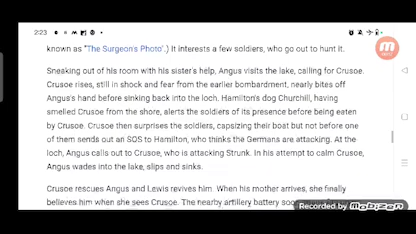 2:23
known as "The Surgeon's Photo".) It interests a few soldiers, who go out to hunt it.
Sneaking out of his room with his sister's help, Angus visits the lake, calling for Crusoe.
Crusoe rises, still in shock and fear from the earlier bombardment, nearly bites off
Angus's hand before sinking back into the loch. Hamilton's dog Churchill, having
smelled Crusoe from the shore, alerts the soldiers of its presence before being eaten
by Crusoe. Crusoe then surprises the soldiers, capsizing their boat but not before one
of them sends out an SOS to Hamilton, who thinks the Germans are attacking. At the
loch, Angus calls out to Crusoe, who is attacking Strunk. In his attempt to calm Crusoe,
Angus wades into the lake, slips and sinks.
Crusoe rescues Angus and Lewis revives him. When his mother arrives, she finally
believes him when she sees Crusoe. The nearby artillery battery soon
Recorded by Mobizen